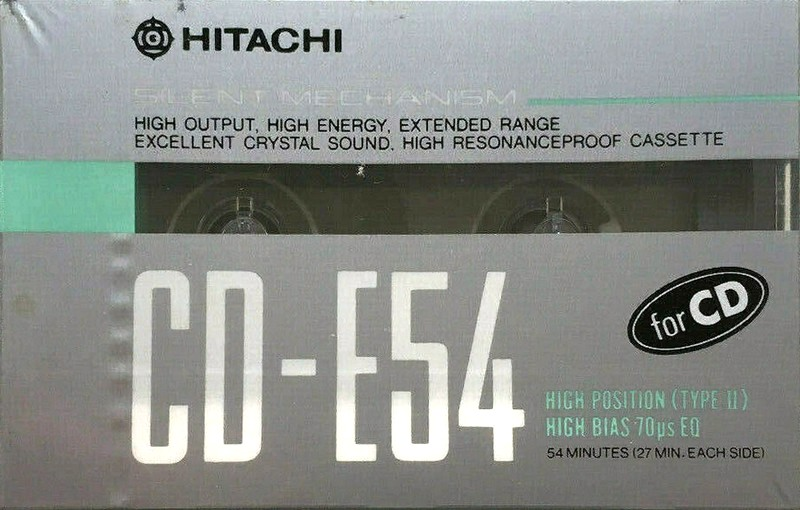 HITACHI
SILENT MECHANISM
HIGH OUTPUT, HIGH ENERGY, EXTENDED RANGE
EXCELLENT CRYSTAL SOUND, HIGH RESONANCEPROOF CASSETTE
CD-E54
for CD
HIGH POSITION (TYPE II)
HIGH BIAS 70μs EQ
54 MINUTES (27 MIN. EACH SIDE)